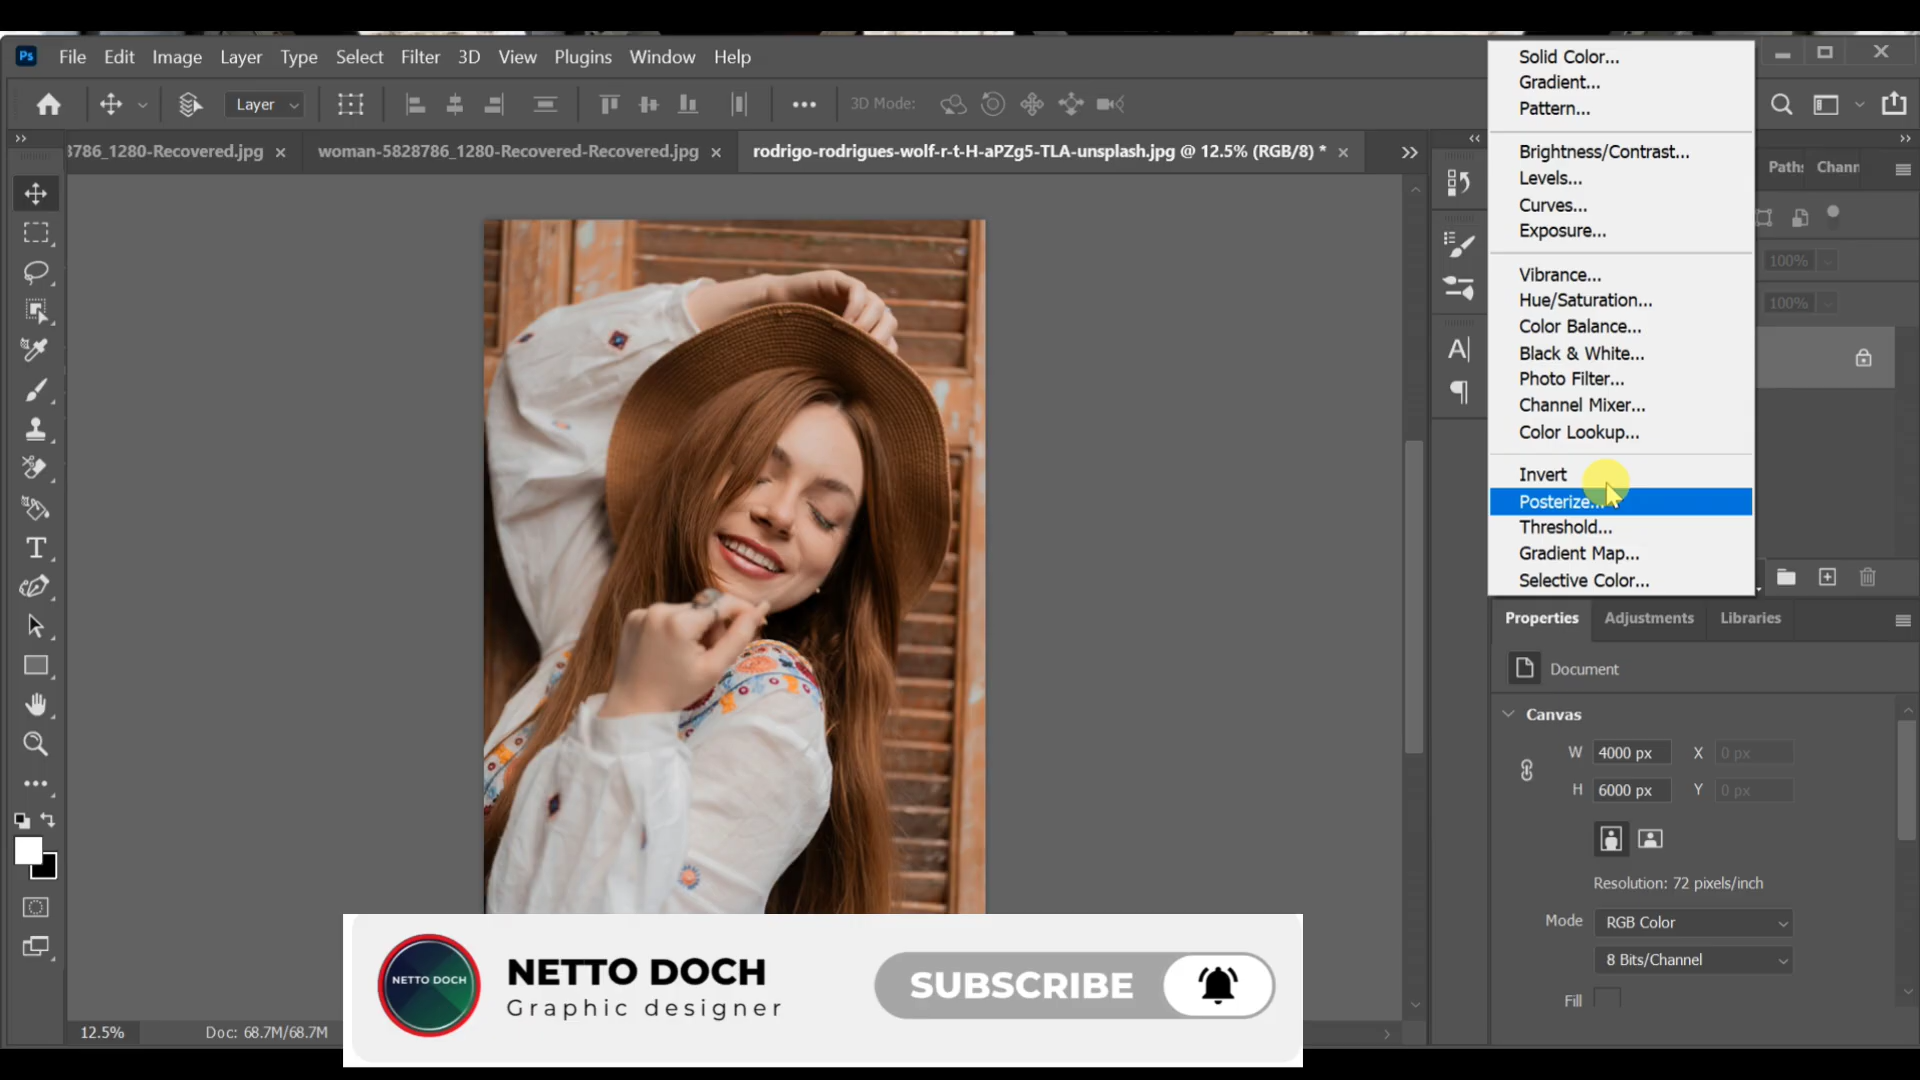 Ps File Edit Image Layer Type Select Filter 3D View Plugins Window Help
Layer 3D Mode:
3786_1280-Recovered.jpg woman-5828786_1280-Recovered-Recovered.jpg rodrigo-rodrigues-wolf-r-t-H-aPZg5-TLA-unsplash.jpg @ 12.5% (RGB/8) *
Solid Color...
Gradient...
Pattern...
Brightness/Contrast...
Levels...
Curves...
Exposure...
Vibrance...
Hue/Saturation...
Color Balance...
Black & White...
Photo Filter...
Channel Mixer...
Color Lookup...
Invert
Posterize...
Threshold...
Gradient Map...
Selective Color...
Paths Chann
100%
100%
Properties Adjustments Libraries
Document
Canvas
W 4000 px X 0 px
H 6000 px Y 0 px
Resolution: 72 pixels/inch
Mode RGB Color
8 Bits/Channel
Fill
NETTO DOCH
NETTO DOCH
Graphic designer
SUBSCRIBE
12.5% Doc: 68.7M/68.7M